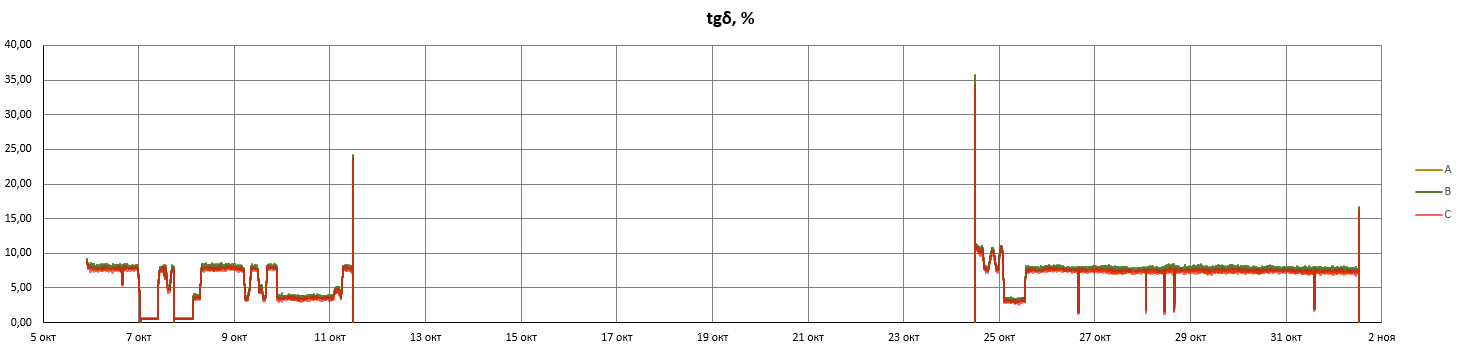 tgδ, %
40,00
35,00
30,00
25,00
20,00
15,00
10,00
5,00
0,00
5 окт
7 окт
9 окт
11 окт
13 окт
15 окт
17 окт
19 окт
21 окт
23 окт
25 окт
27 окт
29 окт
31 окт
2 ноя
A
B
C